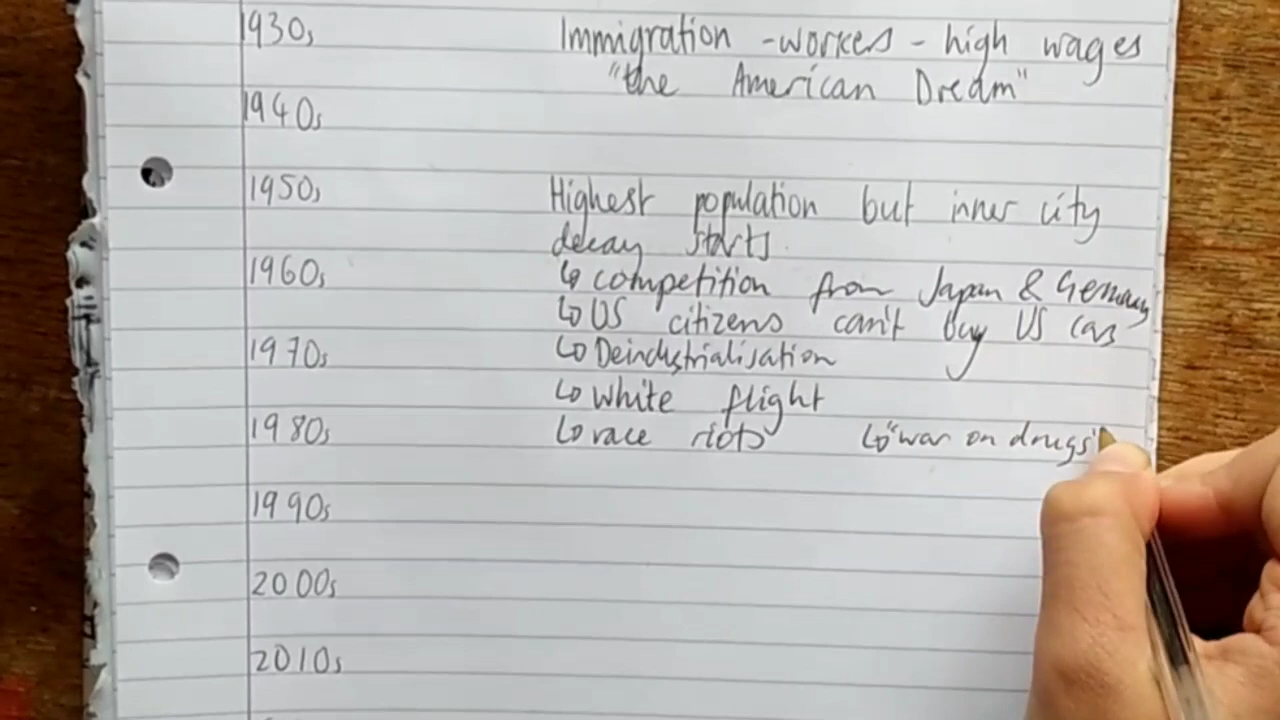 1930s Immigration - workers - high wages
"the American Dream"
1940s
1950s Highest population but inner city
decay starts.
1960s ↳ competition from Japan & Germany
↳ US citizens can't buy US cars
1970s ↳ Deindustrialisation
↳ white flight
1980s ↳ race riots ↳ "war on drugs"
1990s
2000s
2010s